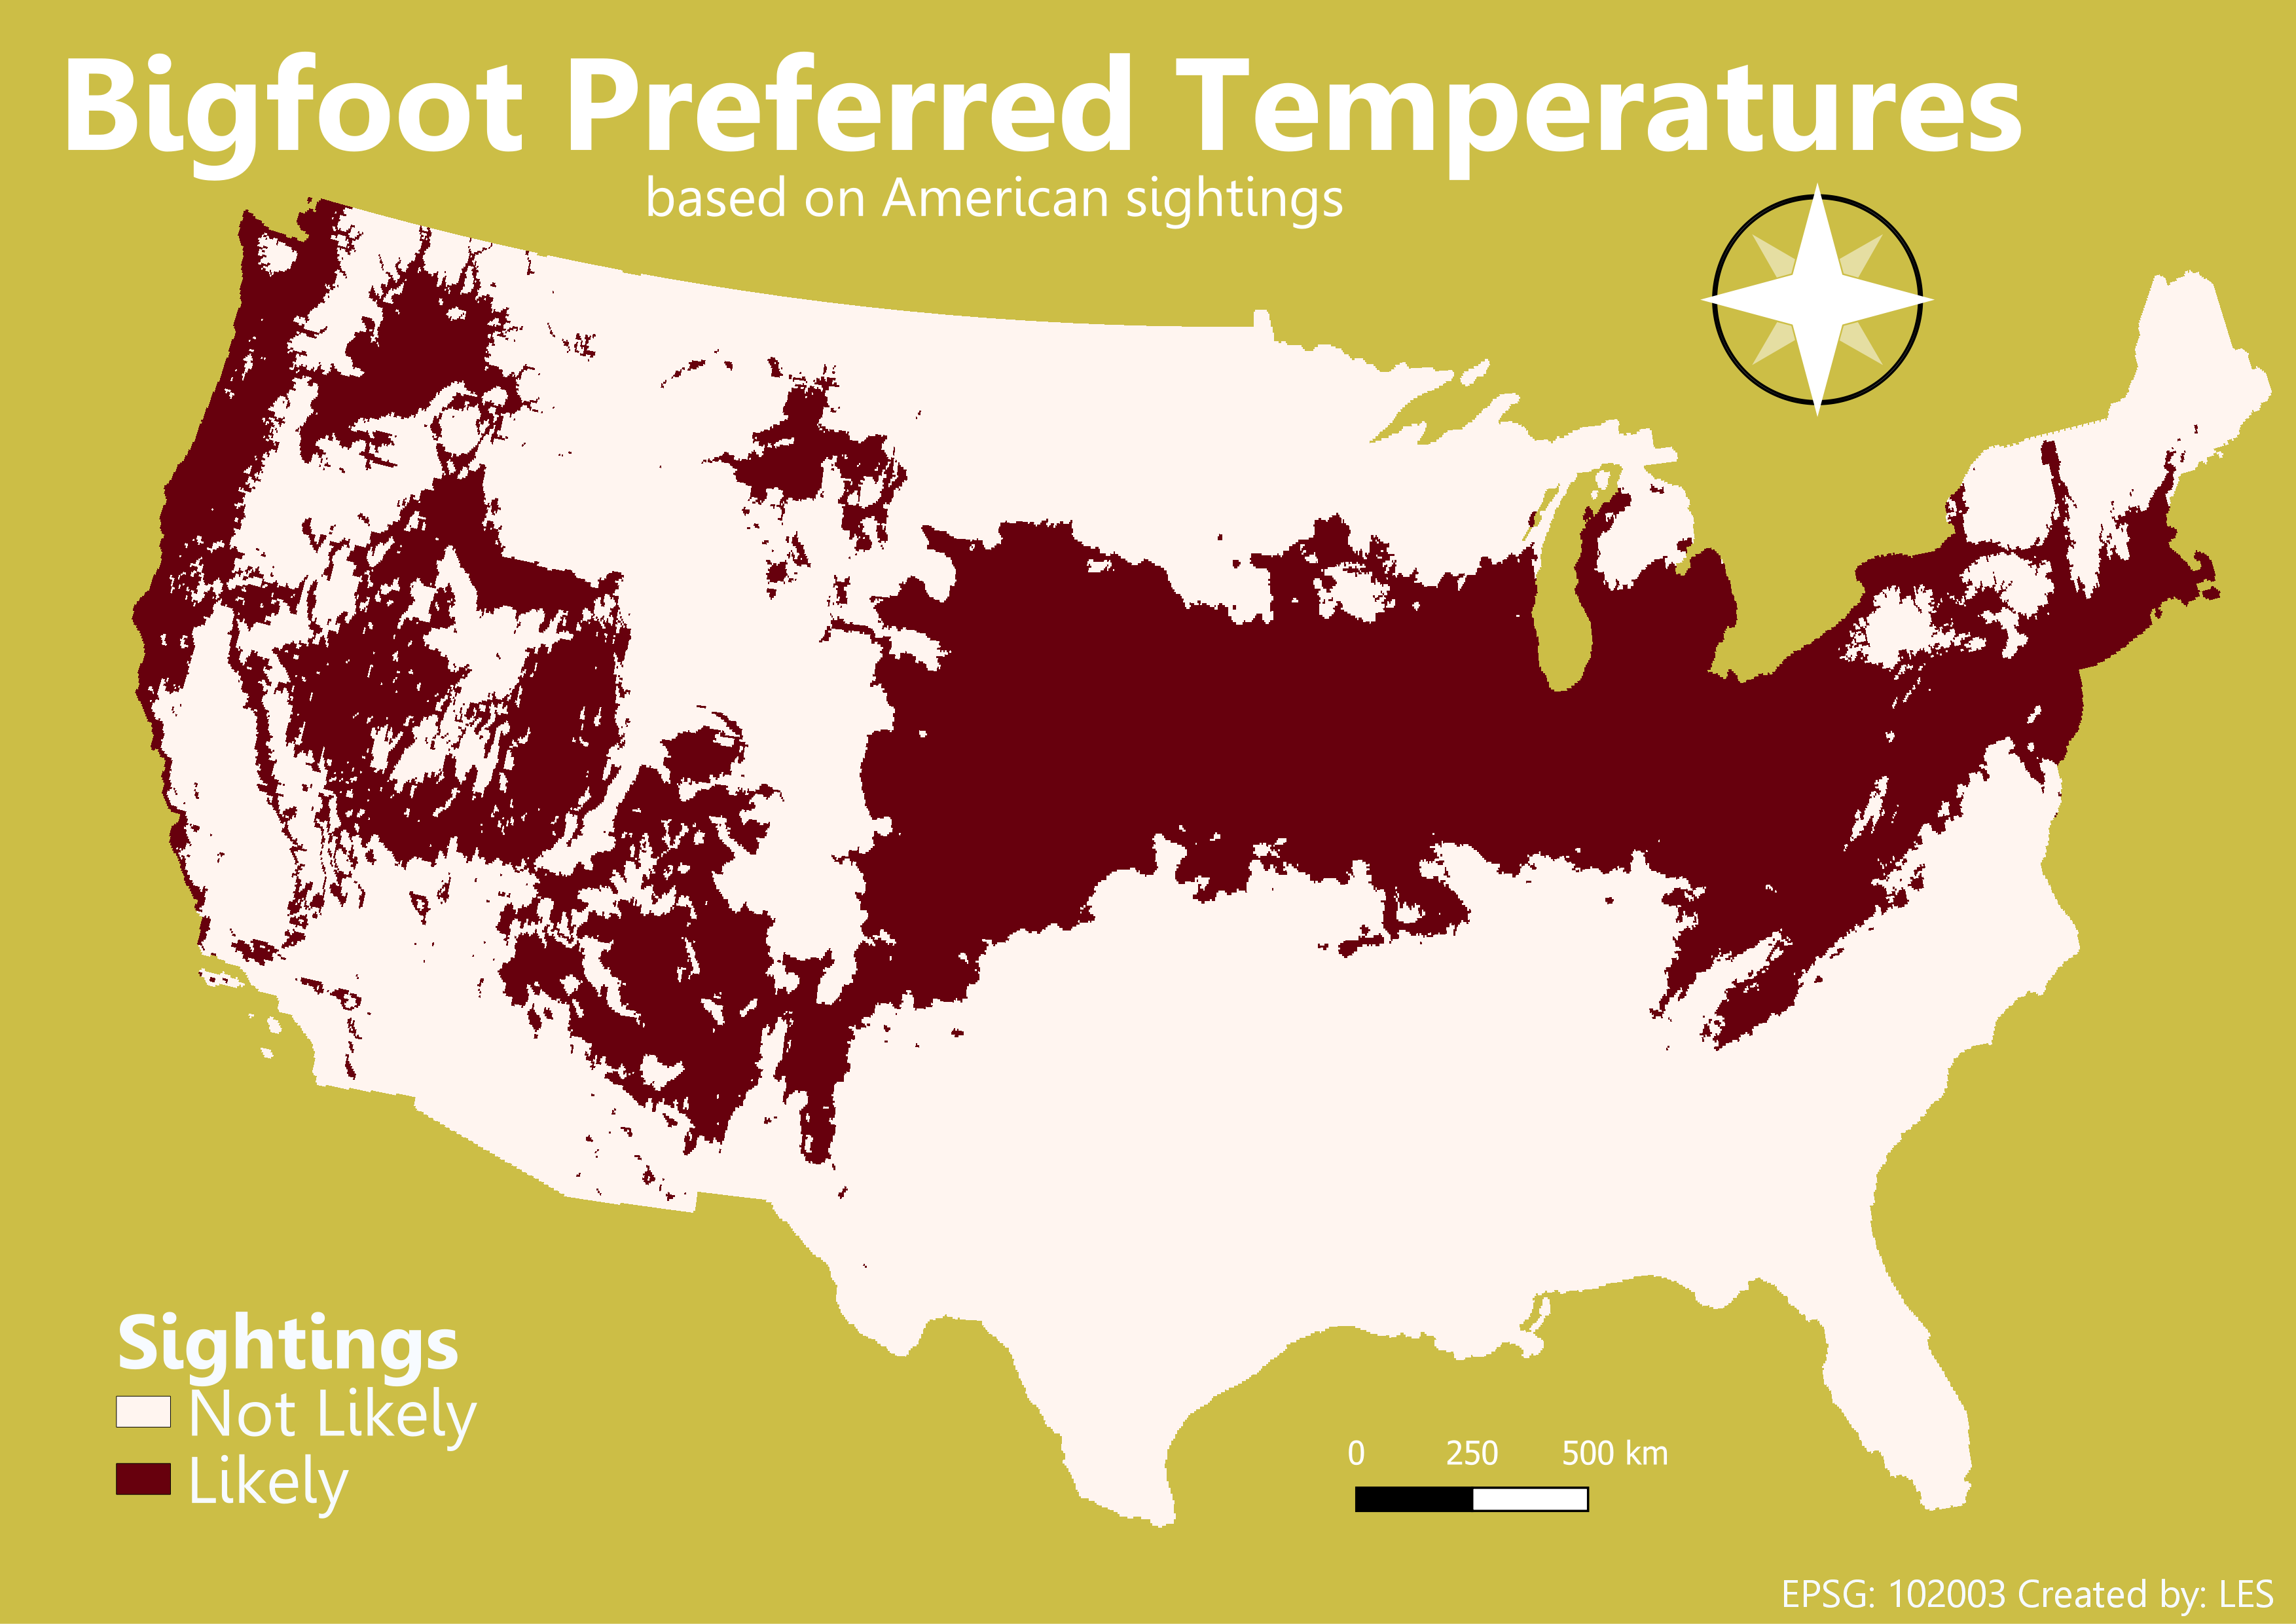 Bigfoot Preferred Temperatures
based on American sightings
Sightings
Not Likely
Likely
0 250 500 km
EPSG: 102003 Created by: LES